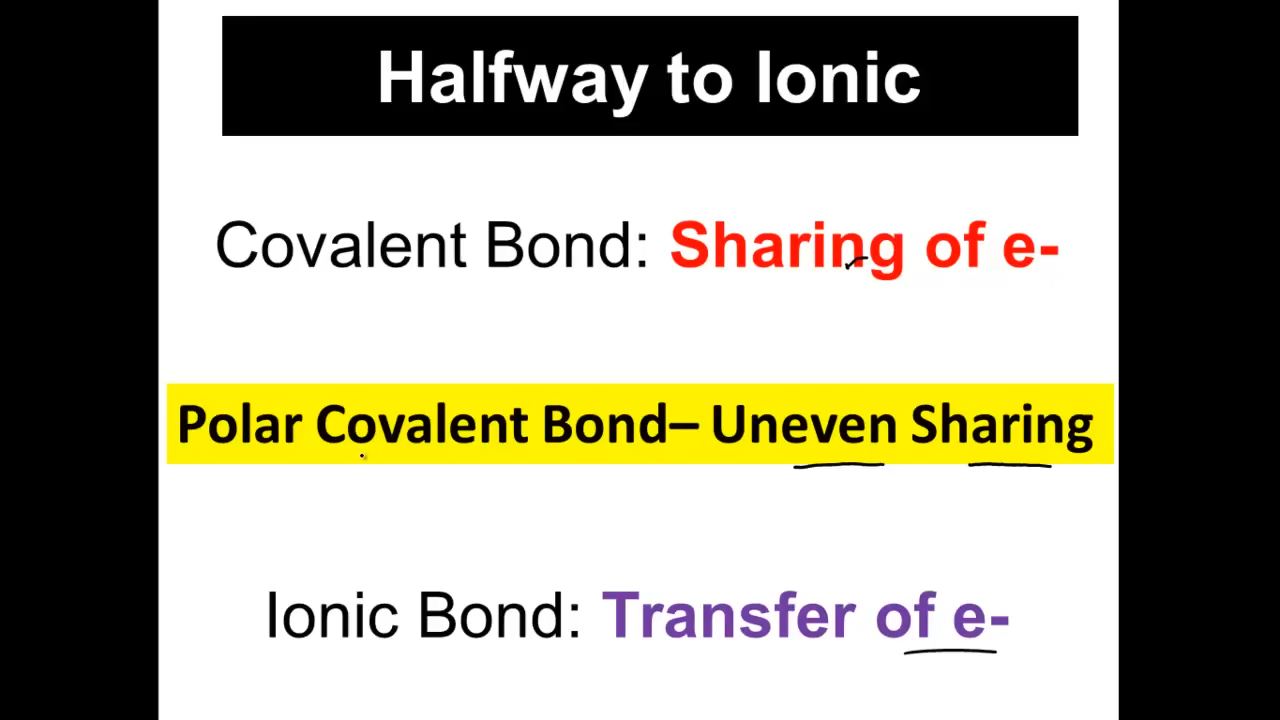 Halfway to Ionic
Covalent Bond: Sharing of e-
Polar Covalent Bond– Uneven Sharing
Ionic Bond: Transfer of e-